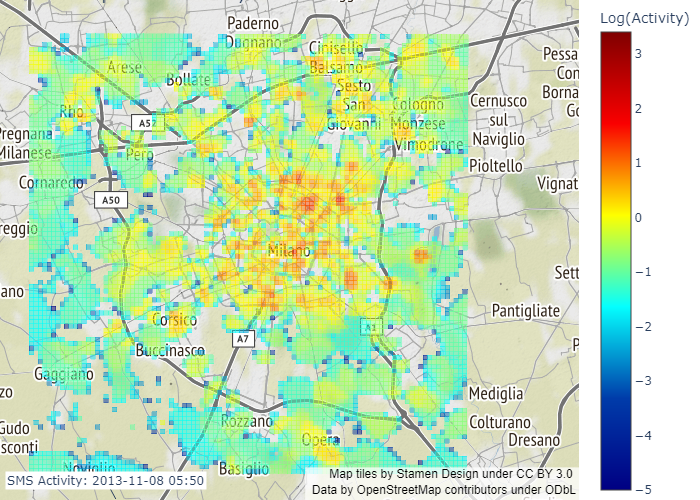 Log(Activity)
Paderno
Dugnano
Cinisello
Balsamo
Arese
Bollate
Sesto
San
Giovanni
Rho
Cologno
Monzese
Cernusco
sul
Naviglio
Pessa
Con
Borna
Go
A52
Pregnana
Milanese
Pero
Vimodrone
Pioltello
Cornaredo
Vignat
A50
reggio
Milano
Sett
ano
Corsico
A1
Pantigliate
Buccinasco
A7
P
Gaggiano
zo
Mediglia
Rozzano
Colturano
Gudo
sconti
Opera
Dresano
Noviglio
Basiglio
SMS Activity: 2013-11-08 05:50
Map tiles by Stamen Design under CC BY 3.0
Data by OpenStreetMap contributors under ODbL
3
2
1
0
−1
−2
−3
−4
−5